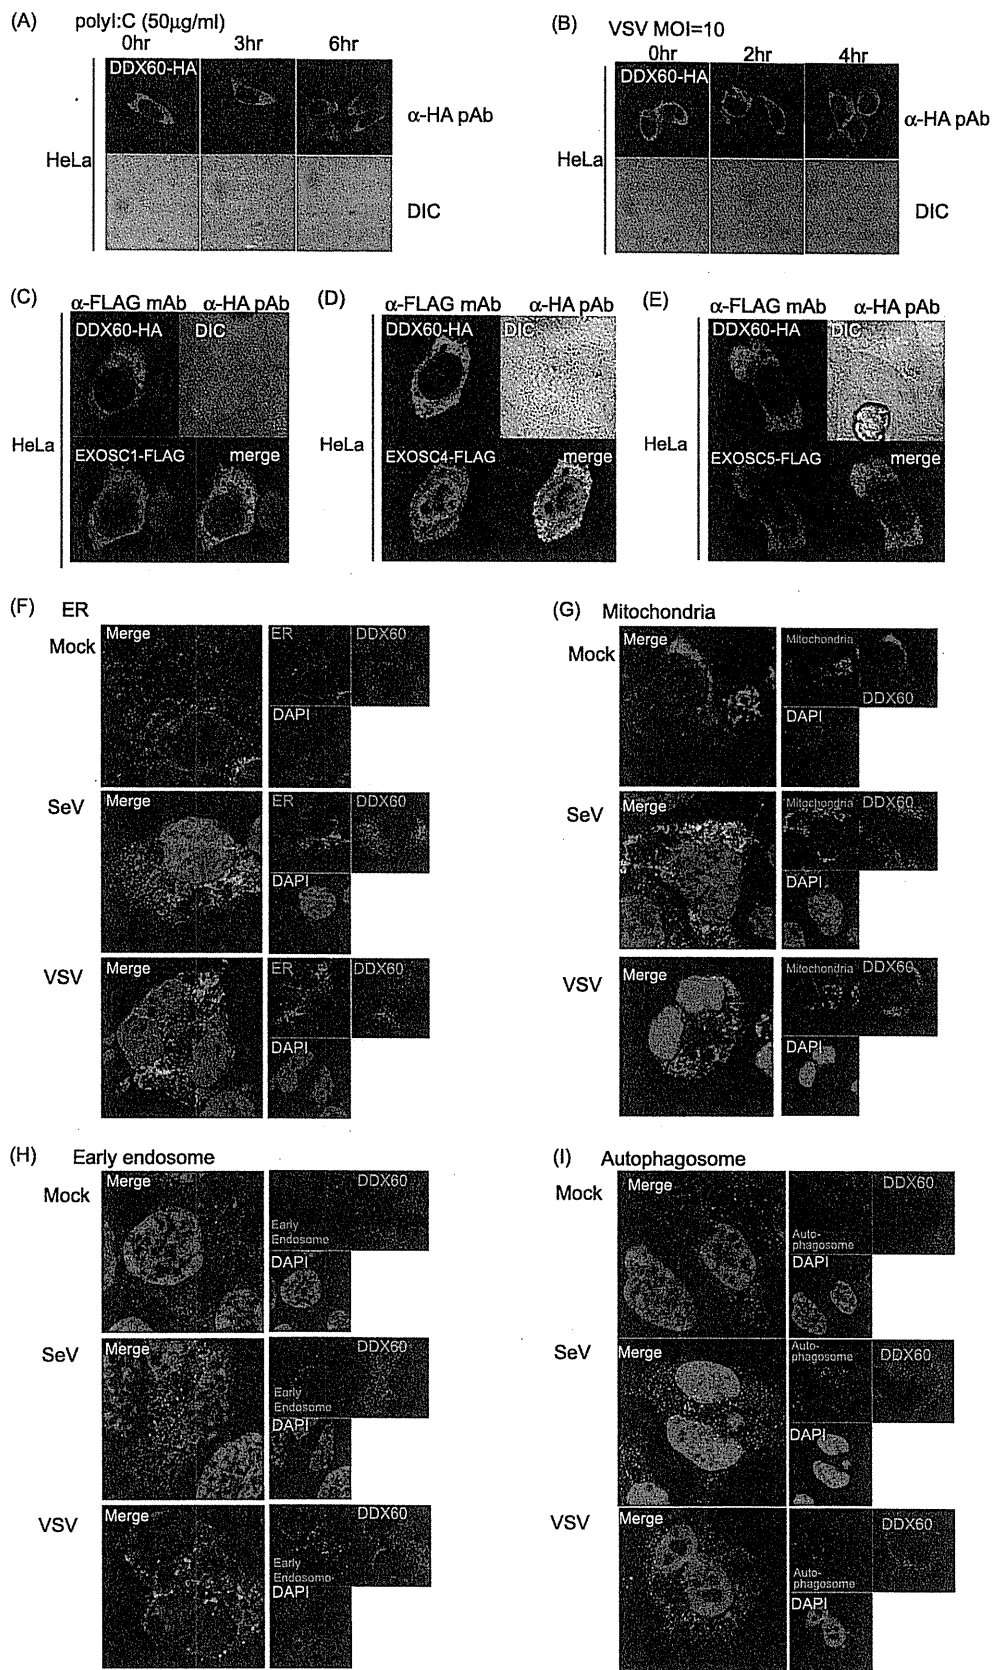 (A) polyI:C (50μg/ml)
0hr 3hr 6hr
DDX60-HA
α-HA pAb
HeLa
DIC
(B) VSV MOI=10
0hr 2hr 4hr
DDX60-HA
α-HA pAb
HeLa
DIC
(C)
α-FLAG mAb α-HA pAb
DDX60-HA DIC
HeLa
EXOSC1-FLAG merge
(D)
α-FLAG mAb α-HA pAb
DDX60-HA DIC
HeLa
EXOSC4-FLAG merge
(E)
α-FLAG mAb α-HA pAb
DDX60-HA DIC
HeLa
EXOSC5-FLAG merge
(F) ER
Mock
Merge ER DDX60
DAPI
SeV
Merge ER DDX60
DAPI
VSV
Merge ER DDX60
DAPI
(G) Mitochondria
Mock
Merge Mitochondria
DDX60
DAPI
SeV
Merge Mitochondria DDX60
DAPI
VSV
Merge Mitochondria DDX60
DAPI
(H) Early endosome
Mock
Merge DDX60
Early
Endosome
DAPI
SeV
Merge DDX60
Early
Endosome
DAPI
VSV
Merge DDX60
Early
Endosome
DAPI
(I) Autophagosome
Mock
Merge DDX60
Auto-
phagosome
DAPI
SeV
Merge Auto-
phagosome DDX60
DAPI
VSV
Merge DDX60
Auto-
phagosome
DAPI